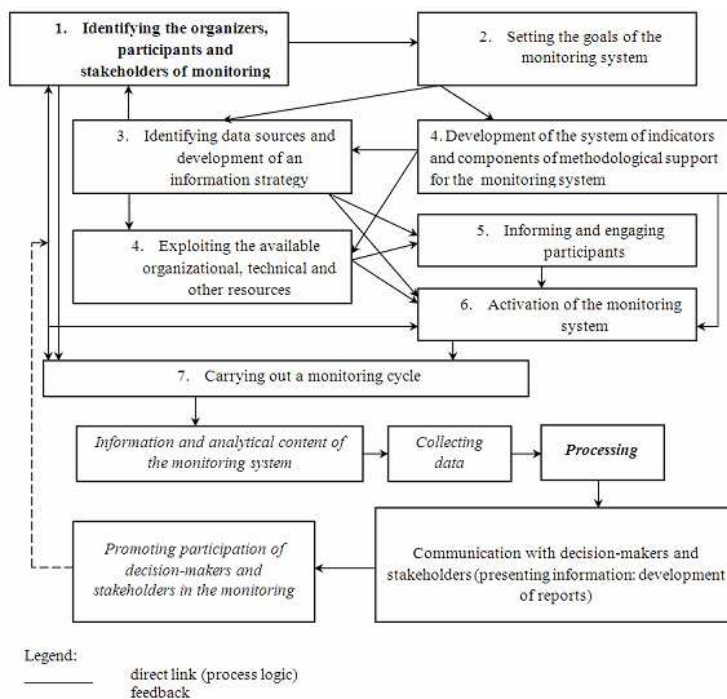 1. Identifying the organizers,
participants and
stakeholders of monitoring
2. Setting the goals of the
monitoring system
3. Identifying data sources and
development of an
information strategy
4. Development of the system of indicators
and components of methodological support
for the monitoring system
4. Exploiting the available
organizational, technical and
other resources
5. Informing and engaging
participants
6. Activation of the monitoring
system
7. Carrying out a monitoring cycle
Information and analytical content of
the monitoring system
Collecting
data
Processing
Promoting participation of
decision-makers and
stakeholders in the monitoring
Communication with decision-makers and
stakeholders (presenting information: development
of reports)
Legend:
direct link (process logic)
feedback